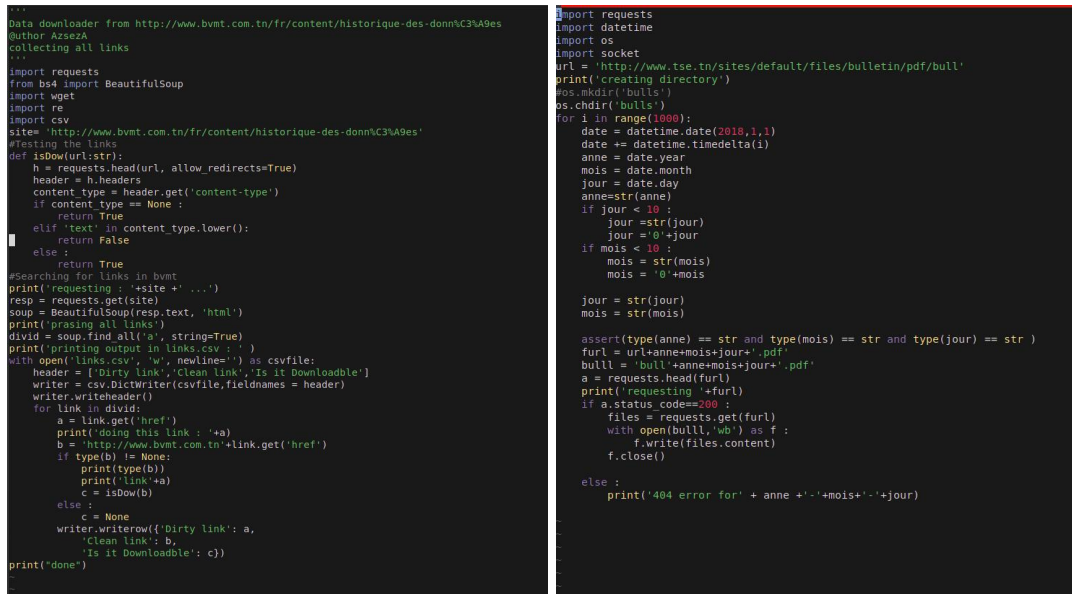 '''
Data downloader from http://www.bvmt.com.tn/fr/content/historique-des-donn%C3%A9es
@uthor AzsezA
collecting all links
'''
import requests
from bs4 import BeautifulSoup
import wget
import re
import csv
site= 'http://www.bvmt.com.tn/fr/content/historique-des-donn%C3%A9es'
#Testing the links
def isDow(url:str):
    h = requests.head(url, allow_redirects=True)
    header = h.headers
    content_type = header.get('content-type')
    if content_type == None :
        return True
    elif 'text' in content_type.lower():
        return False
    else :
        return True
#Searching for links in bvmt
print('requesting : '+site +' ...')
resp = requests.get(site)
soup = BeautifulSoup(resp.text, 'html')
print('prasing all links')
divid = soup.find_all('a', string=True)
print('printing output in links.csv : ' )
with open('links.csv', 'w', newline='') as csvfile:
    header = ['Dirty link','Clean link','Is it Downloadble']
    writer = csv.DictWriter(csvfile,fieldnames = header)
    writer.writeheader()
    for link in divid:
        a = link.get('href')
        print('doing this link : '+a)
        b = 'http://www.bvmt.com.tn'+link.get('href')
        if type(b) != None:
            print(type(b))
            print('link'+a)
            c = isDow(b)
        else :
            c = None
        writer.writerow({'Dirty link': a,
            'Clean link': b,
            'Is it Downloadble': c})
print("done")
~
~
import requests
import datetime
import os
import socket
url = 'http://www.tse.tn/sites/default/files/bulletin/pdf/bull'
print('creating directory')
#os.mkdir('bulls')
os.chdir('bulls')
for i in range(1000):
    date = datetime.date(2018,1,1)
    date += datetime.timedelta(i)
    anne = date.year
    mois = date.month
    jour = date.day
    anne=str(anne)
    if jour < 10 :
        jour =str(jour)
        jour ='0'+jour
    if mois < 10 :
        mois = str(mois)
        mois = '0'+mois
    jour = str(jour)
    mois = str(mois)
    assert(type(anne) == str and type(mois) == str and type(jour) == str )
    furl = url+anne+mois+jour+'.pdf'
    bulll = 'bull'+anne+mois+jour+'.pdf'
    a = requests.head(furl)
    print('requesting '+furl)
    if a.status_code==200 :
        files = requests.get(furl)
        with open(bulll,'wb') as f :
            f.write(files.content)
        f.close()
    else :
        print('404 error for' + anne +'-'+mois+'-'+jour)
~
~
~
~
~
~